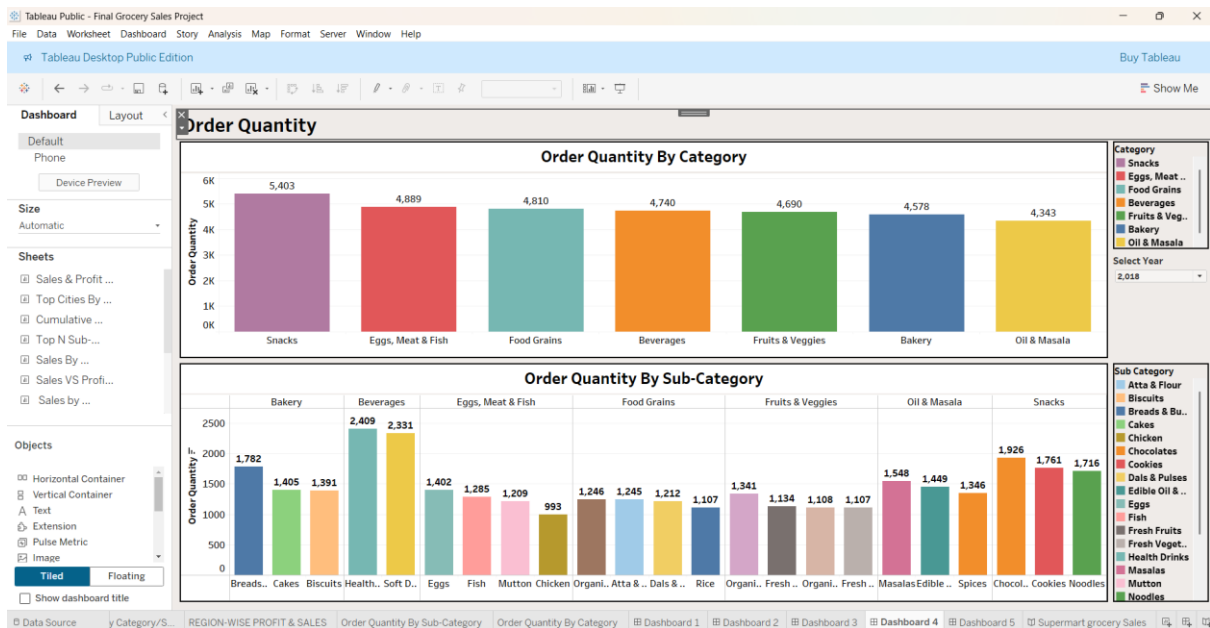 Tableau Public - Final Grocery Sales Project
File Data Worksheet Dashboard Story Analysis Map Format Server Window Help
Tableau Desktop Public Edition
Buy Tableau
Show Me
Dashboard Layout
Default
Phone
Device Preview
Size
Automatic
Sheets
Sales & Profit ...
Top Cities By ...
Cumulative ...
Top N Sub-...
Sales By ...
Sales VS Profi...
Sales by ...
Objects
Horizontal Container
Vertical Container
Text
Extension
Pulse Metric
Image
Tiled Floating
Show dashboard title
Order Quantity
Order Quantity By Category
Order Quantity
6K
5K
4K
3K
2K
1K
0K
5,403 4,889 4,810 4,740 4,690 4,578 4,343
Snacks Eggs, Meat & Fish Food Grains Beverages Fruits & Veggies Bakery Oil & Masala
Category
Snacks
Eggs, Meat ..
Food Grains
Beverages
Fruits & Veg..
Bakery
Oil & Masala
Select Year
2,018
Order Quantity By Sub-Category
Bakery Beverages Eggs, Meat & Fish Food Grains Fruits & Veggies Oil & Masala Snacks
Order Quantity
2500
2000
1500
1000
500
0
1,782 1,405 1,391 2,409 2,331 1,402 1,285 1,209 993 1,246 1,245 1,212 1,107 1,341 1,134 1,108 1,107 1,548 1,449 1,346 1,926 1,761 1,716
Breads.. Cakes Biscuits Health.. Soft D.. Eggs Fish Mutton Chicken Organi.. Atta & .. Dals & .. Rice Organi.. Fresh .. Organi.. Fresh .. Masalas Edible .. Spices Chocol.. Cookies Noodles
Sub Category
Atta & Flour
Biscuits
Breads & Bu..
Cakes
Chicken
Chocolates
Cookies
Dals & Pulses
Edible Oil & ..
Eggs
Fish
Fresh Fruits
Fresh Veget..
Health Drinks
Masalas
Mutton
Noodles
Data Source y Category/S... REGION-WISE PROFIT & SALES Order Quantity By Sub-Category Order Quantity By Category Dashboard 1 Dashboard 2 Dashboard 3 Dashboard 4 Dashboard 5 Supermart grocery Sales